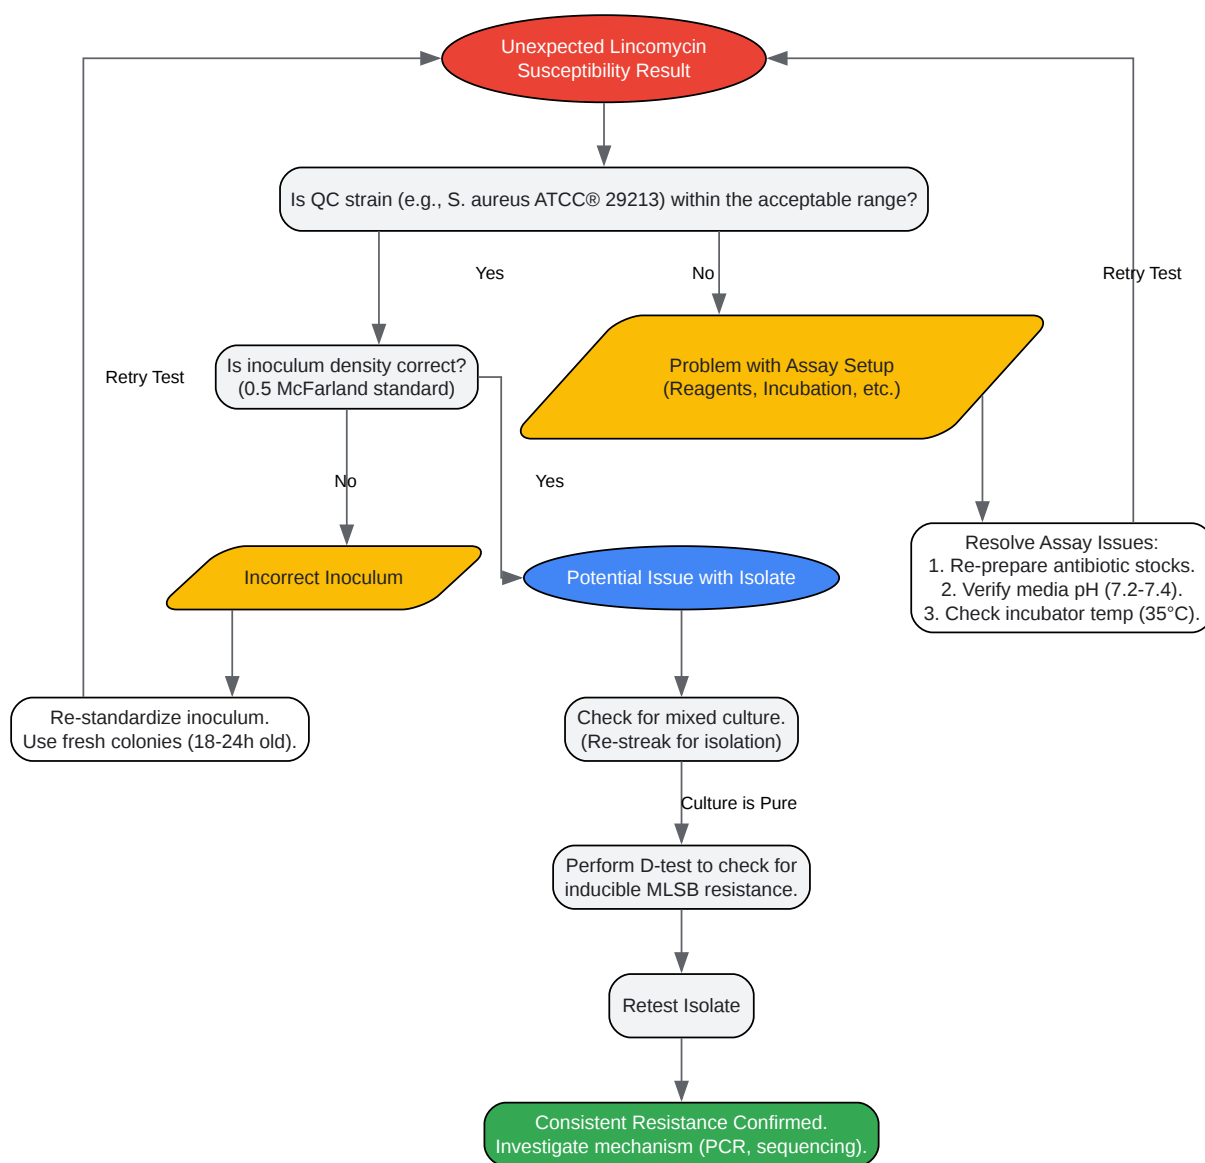 Unexpected Lincomycin
Susceptibility Result
Is QC strain (e.g., S. aureus ATCC® 29213) within the acceptable range?
Yes
No
Retry Test
Is inoculum density correct?
(0.5 McFarland standard)
Problem with Assay Setup
(Reagents, Incubation, etc.)
Retry Test
No
Yes
Resolve Assay Issues:
1. Re-prepare antibiotic stocks.
2. Verify media pH (7.2-7.4).
3. Check incubator temp (35°C).
Incorrect Inoculum
Potential Issue with Isolate
Re-standardize inoculum.
Use fresh colonies (18-24h old).
Check for mixed culture.
(Re-streak for isolation)
Culture is Pure
Perform D-test to check for
inducible MLSB resistance.
Retest Isolate
Consistent Resistance Confirmed.
Investigate mechanism (PCR, sequencing).